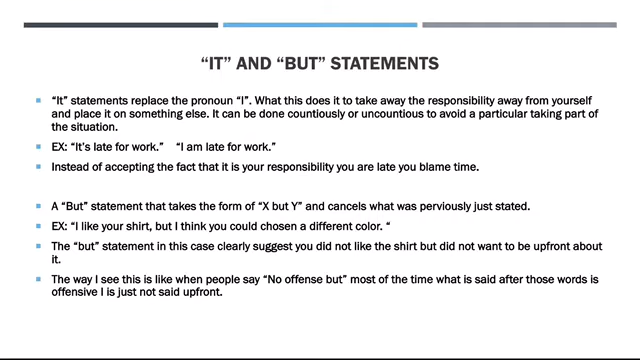 “IT” AND “BUT” STATEMENTS
“It” statements replace the pronoun “I”. What this does it to take away the responsibility away from yourself
and place it on something else. It can be done countiously or uncountious to avoid a particular taking part of
the situation.
EX: “It’s late for work.” “I am late for work.”
Instead of accepting the fact that it is your responsibility you are late you blame time.
A “But” statement that takes the form of “X but Y” and cancels what was perviously just stated.
EX: “I like your shirt, but I think you could chosen a different color. “
The “but” statement in this case clearly suggest you did not like the shirt but did not want to be upfront about
it.
The way I see this is like when people say “No offense but” most of the time what is said after those words is
offensive I is just not said upfront.